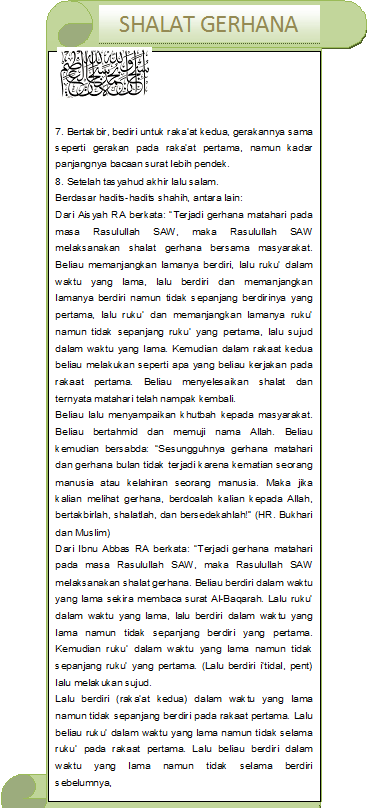 SHALAT GERHANA
7. Bertakbir, bediri untuk raka'at kedua, gerakannya sama
seperti gerakan pada raka'at pertama, namun kadar
panjangnya bacaan surat lebih pendek.
8. Setelah tasyahud akhir lalu salam.
Berdasar hadits-hadits shahih, antara lain:
Dari Aisyah RA berkata: "Terjadi gerhana matahari pada
masa Rasulullah SAW, maka Rasulullah SAW
melaksanakan shalat gerhana bersama masyarakat.
Beliau memanjangkan lamanya berdiri, lalu ruku' dalam
waktu yang lama, lalu berdiri dan memanjangkan
lamanya berdiri namun tidak sepanjang berdirinya yang
pertama, lalu ruku' dan memanjangkan lamanya ruku'
namun tidak sepanjang ruku' yang pertama, lalu sujud
dalam waktu yang lama. Kemudian dalam rakaat kedua
beliau melakukan seperti apa yang beliau kerjakan pada
rakaat pertama. Beliau menyelesaikan shalat dan
ternyata matahari telah nampak kembali.
Beliau lalu menyampaikan khutbah kepada masyarakat.
Beliau bertahmid dan memuji nama Allah. Beliau
kemudian bersabda: "Sesungguhnya gerhana matahari
dan gerhana bulan tidak terjadi karena kematian seorang
manusia atau kelahiran seorang manusia. Maka jika
kalian melihat gerhana, berdoalah kalian kepada Allah,
bertakbirlah, shalatlah, dan bersedekahlah!" (HR. Bukhari
dan Muslim)
Dari Ibnu Abbas RA berkata: "Terjadi gerhana matahari
pada masa Rasulullah SAW, maka Rasulullah SAW
melaksanakan shalat gerhana. Beliau berdiri dalam waktu
yang lama sekira membaca surat Al-Baqarah. Lalu ruku'
dalam waktu yang lama, lalu berdiri dalam waktu yang
lama namun tidak sepanjang berdiri yang pertama.
Kemudian ruku' dalam waktu yang lama namun tidak
sepanjang ruku' yang pertama. (Lalu berdiri i'tidal, pent)
lalu melakukan sujud.
Lalu berdiri (raka'at kedua) dalam waktu yang lama
namun tidak sepanjang berdiri pada rakaat pertama. Lalu
beliau ruku' dalam waktu yang lama namun tidak selama
ruku' pada rakaat pertama. Lalu beliau berdiri dalam
waktu yang lama namun tidak selama berdiri
sebelumnya,